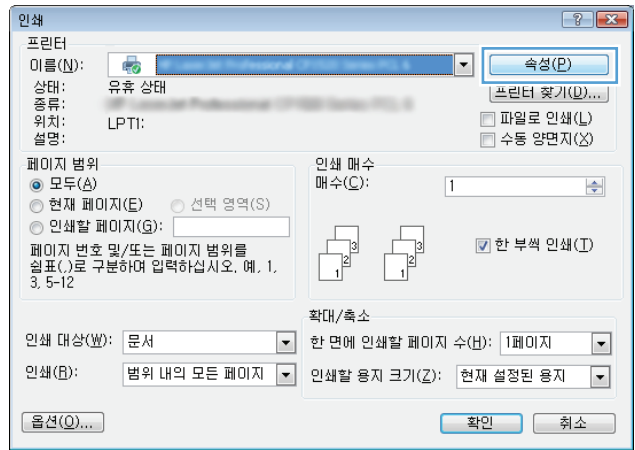 인쇄
프린터
이름(N):
속성(P)
상태: 유휴 상태
프린터 찾기(D)...
종류:
위치: LPT1:
파일로 인쇄(L)
설명:
수동 양면지(X)
페이지 범위
모두(A)
현재 페이지(E) 선택 영역(S)
인쇄할 페이지(G):
페이지 번호 및/또는 페이지 범위를
쉼표(,)로 구분하여 입력하십시오. 예, 1,
3, 5-12
인쇄 매수
매수(C): 1
3 3
2 2
1 1
한 부씩 인쇄(T)
인쇄 대상(W): 문서
인쇄(R): 범위 내의 모든 페이지
확대/축소
한 면에 인쇄할 페이지 수(H): 1페이지
인쇄할 용지 크기(Z): 현재 설정된 용지
옵션(O)...
확인
취소